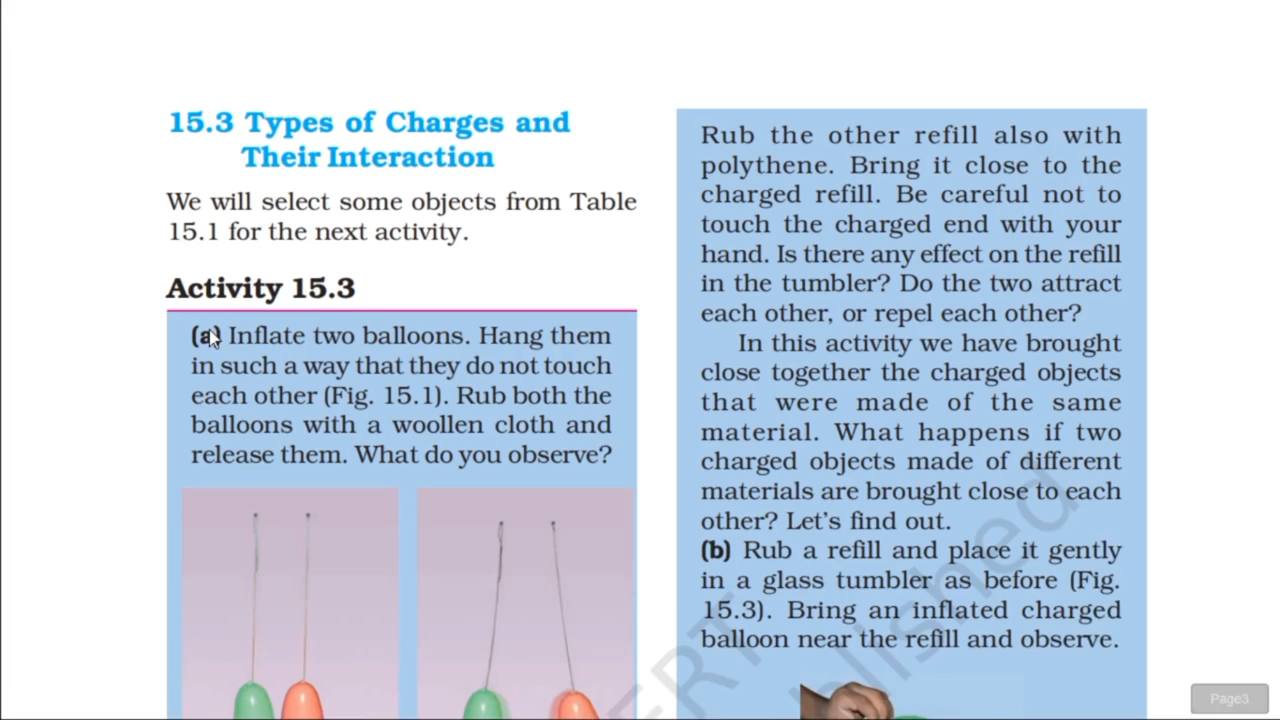 15.3 Types of Charges and
Their Interaction
We will select some objects from Table
15.1 for the next activity.
Activity 15.3
(a) Inflate two balloons. Hang them
in such a way that they do not touch
each other (Fig. 15.1). Rub both the
balloons with a woollen cloth and
release them. What do you observe?
Rub the other refill also with
polythene. Bring it close to the
charged refill. Be careful not to
touch the charged end with your
hand. Is there any effect on the refill
in the tumbler? Do the two attract
each other, or repel each other?
In this activity we have brought
close together the charged objects
that were made of the same
material. What happens if two
charged objects made of different
materials are brought close to each
other? Let's find out.
(b) Rub a refill and place it gently
in a glass tumbler as before (Fig.
15.3). Bring an inflated charged
balloon near the refill and observe.
Page3